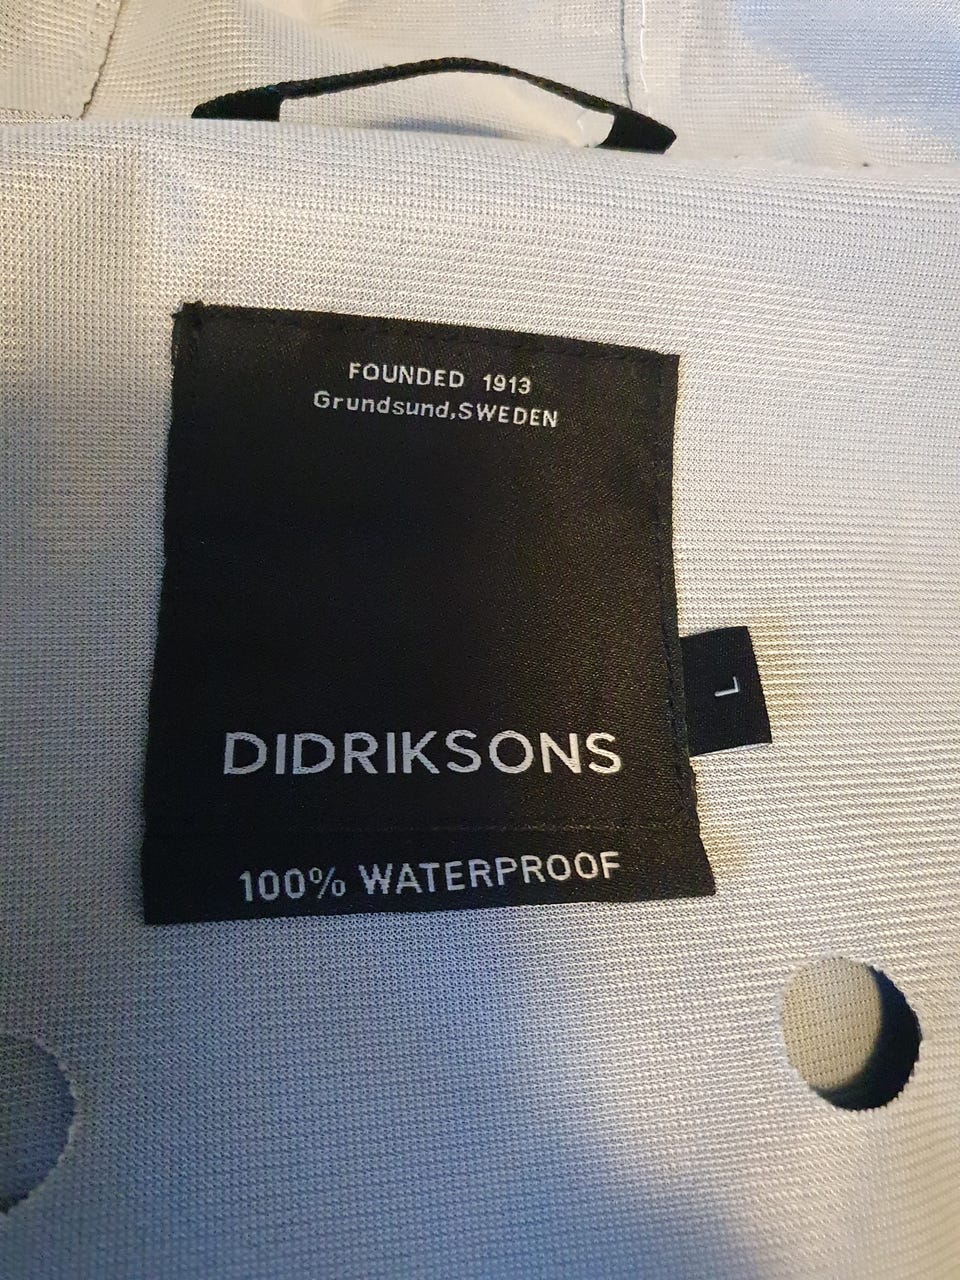 FOUNDED 1913
Grundsund,SWEDEN
L
DIDRIKSONS
100% WATERPROOF